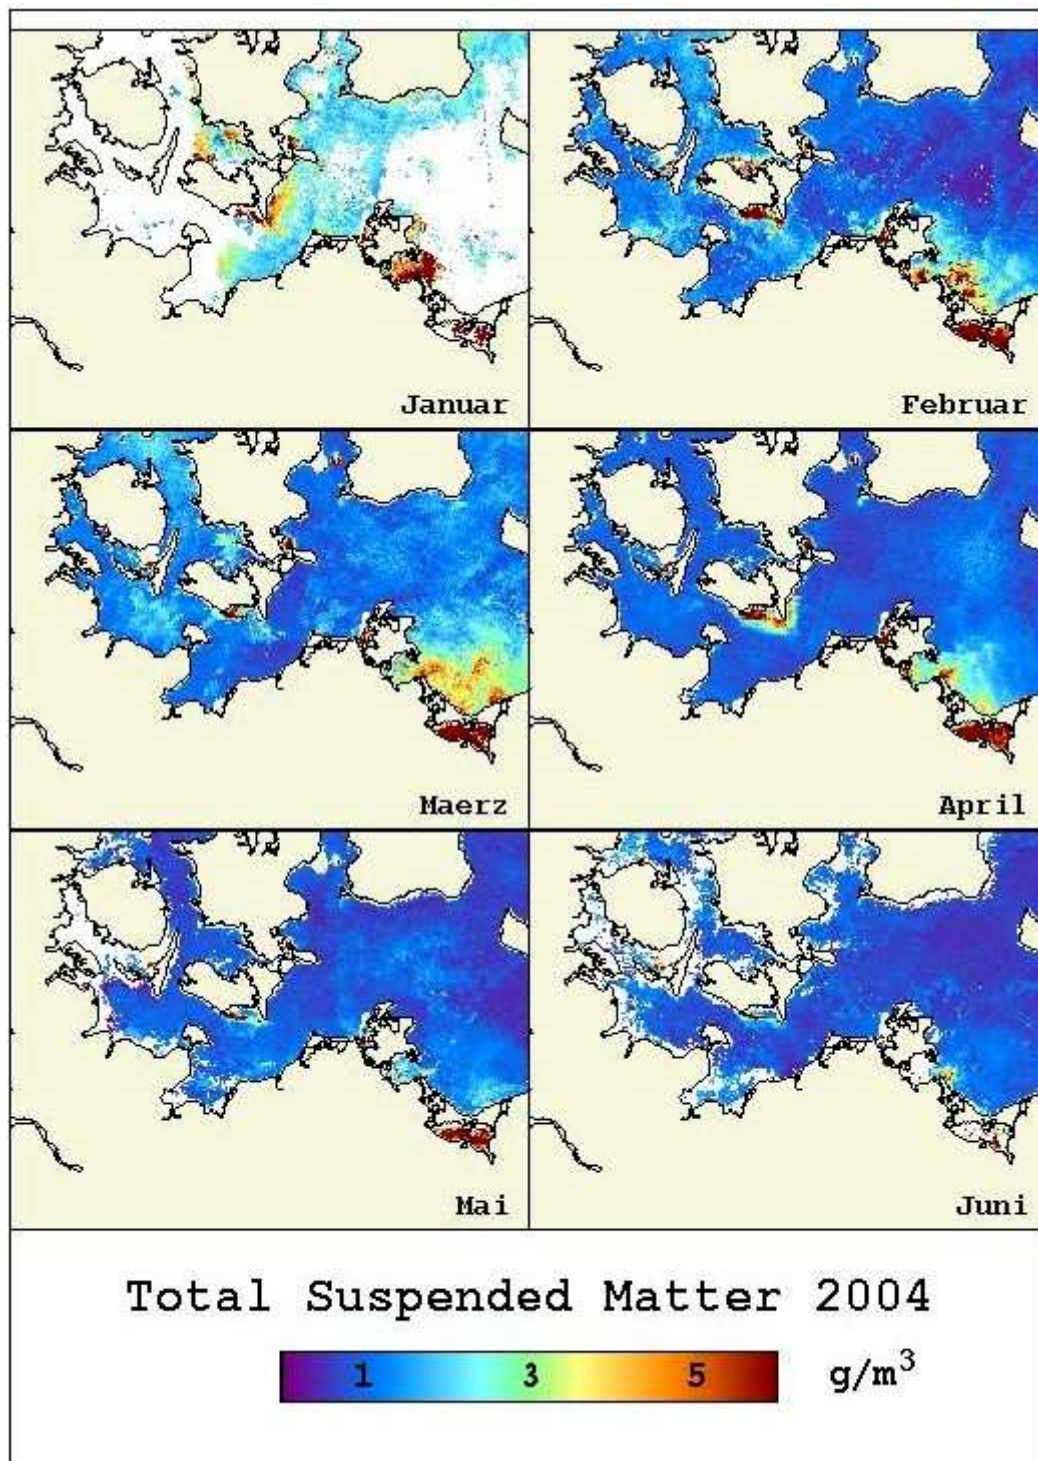 Januar
Februar
Maerz
April
Mai
Juni
Total Suspended Matter 2004
1 3 5 g/m³